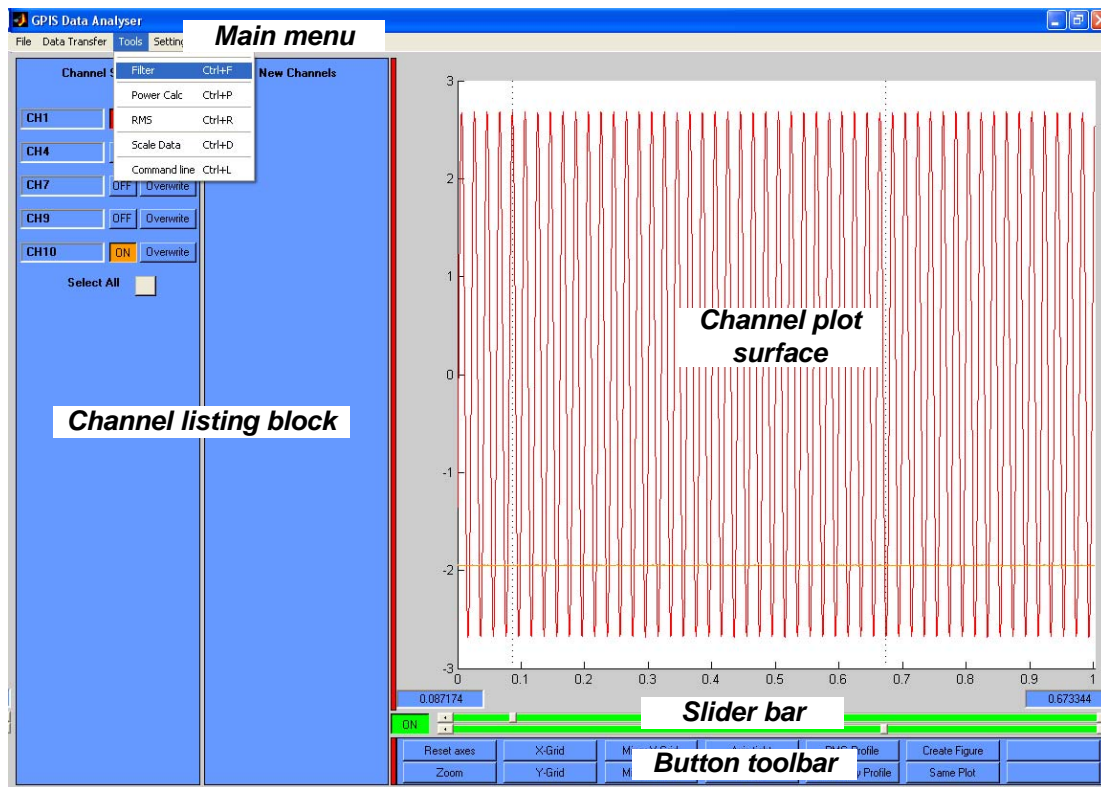 GPIS Data Analyser
File Data Transfer Tools
Main menu
Channel
New Channels
Filter Ctrl+F
Power Calc Ctrl+P
RMS Ctrl+R
Scale Data Ctrl+D
Command line Ctrl+L
CH1
CH4
CH7 OFF Overwrite
CH9 OFF Overwrite
CH10 ON Overwrite
Select All
Channel listing block
3
2
1
0
-1
-2
-3
Channel plot
surface
0 0.1 0.2 0.3 0.4 0.5 0.6 0.7 0.8 0.9 1
0.087174
0.673344
ON
Slider bar
Reset axes X-Grid Create Figure
Zoom Y-Grid Profile Same Plot
Button toolbar